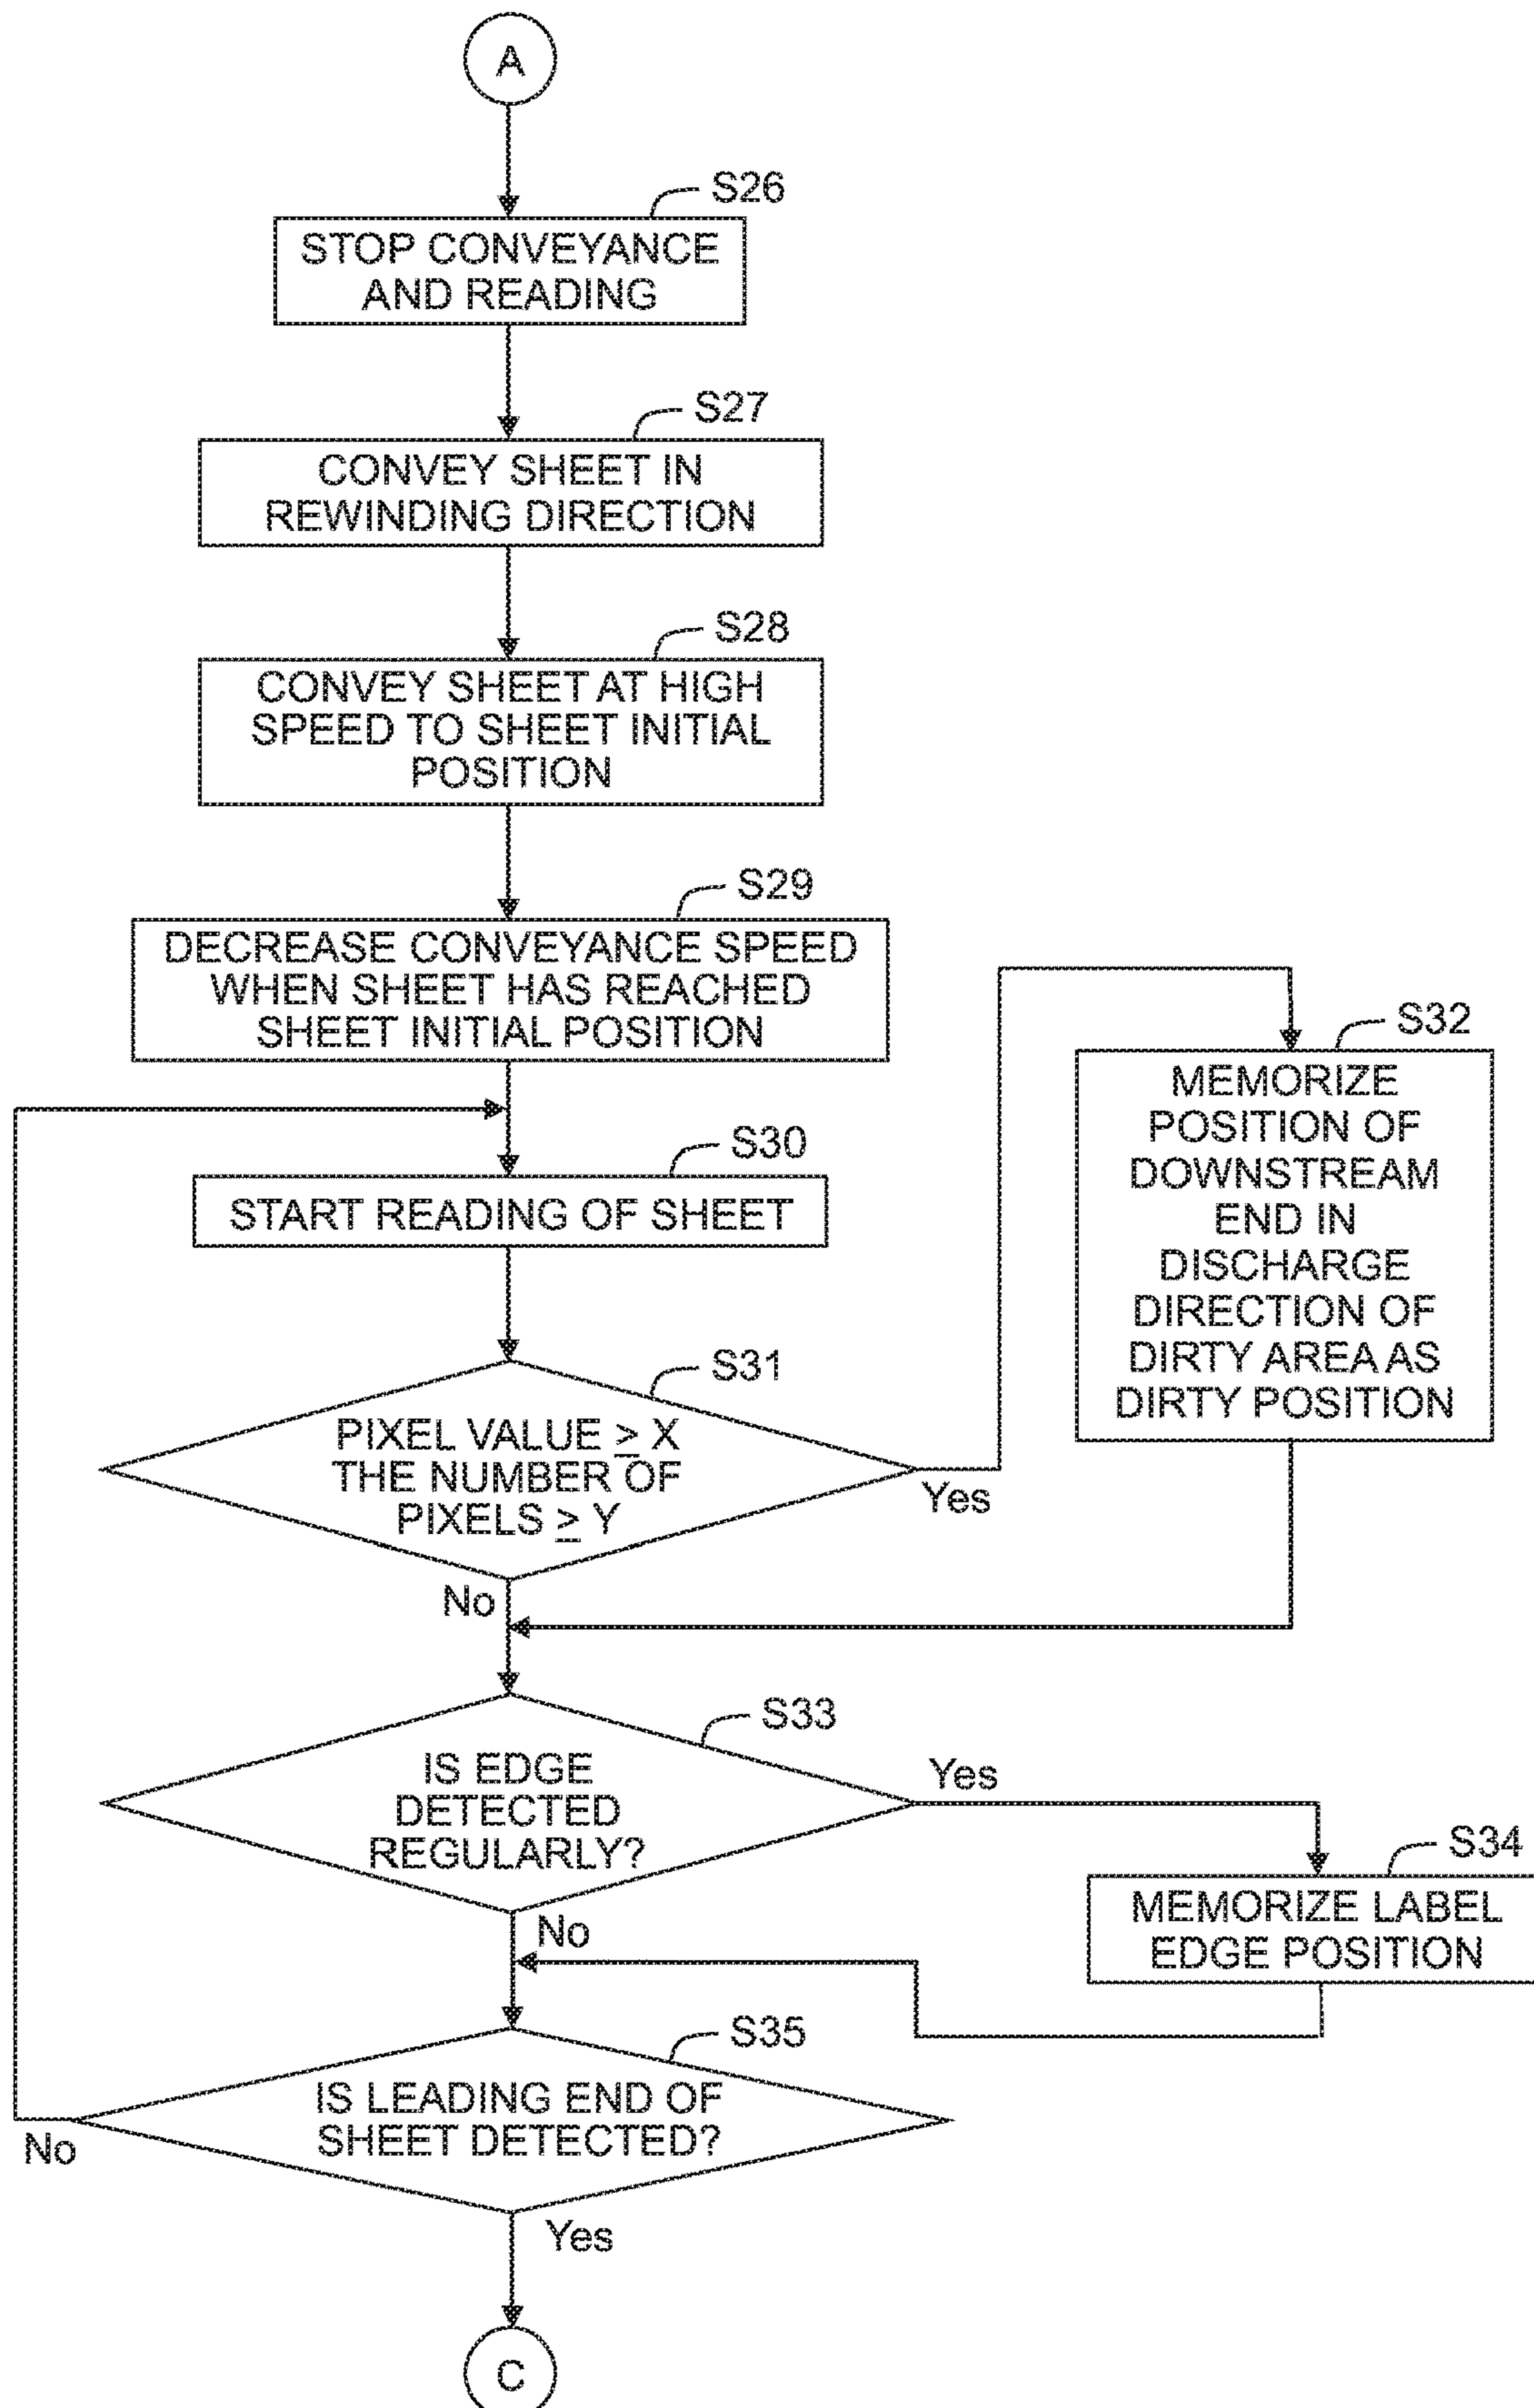 A
S26
STOP CONVEYANCE
AND READING
S27
CONVEY SHEET IN
REWINDING DIRECTION
S28
CONVEY SHEET AT HIGH
SPEED TO SHEET INITIAL
POSITION
S29
DECREASE CONVEYANCE SPEED
WHEN SHEET HAS REACHED
SHEET INITIAL POSITION
S30
START READING OF SHEET
S31
PIXEL VALUE ≥ X
THE NUMBER OF
PIXELS ≥ Y
Yes
No
S32
MEMORIZE
POSITION OF
DOWNSTREAM
END IN
DISCHARGE
DIRECTION OF
DIRTY AREA AS
DIRTY POSITION
S33
IS EDGE
DETECTED
REGULARLY?
Yes
No
S34
MEMORIZE LABEL
EDGE POSITION
S35
IS LEADING END OF
SHEET DETECTED?
No
Yes
C